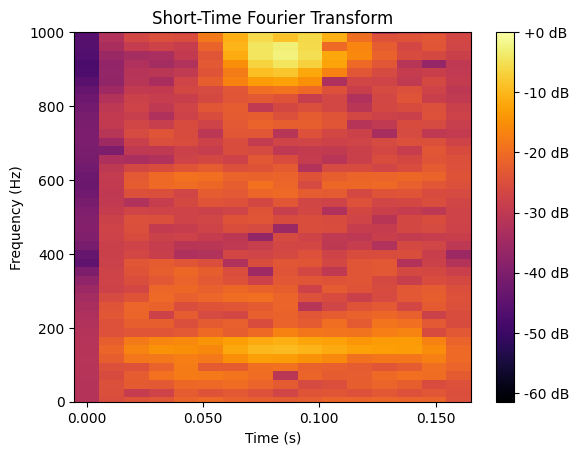 Short-Time Fourier Transform
1000
800
600
400
200
0
Frequency (Hz)
0.000
0.050
0.100
0.150
Time (s)
+0 dB
-10 dB
-20 dB
-30 dB
-40 dB
-50 dB
-60 dB